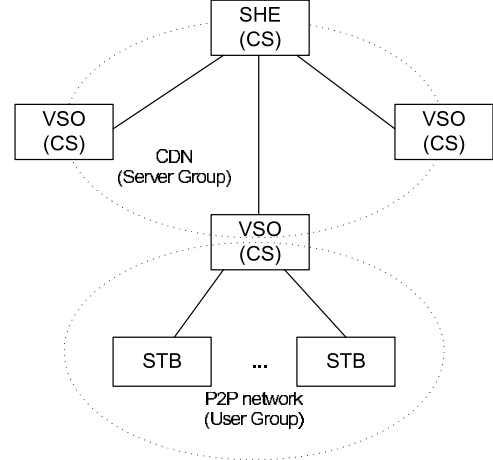 SHE
(CS)
VSO
(CS)
VSO
(CS)
CDN
(Server Group)
VSO
(CS)
STB
...
STB
P2P network
(User Group)